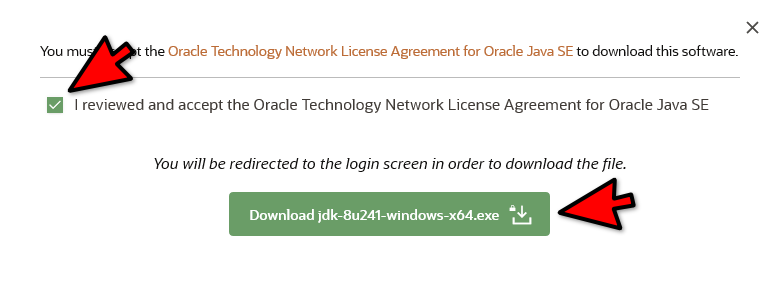 You must accept the Oracle Technology Network License Agreement for Oracle Java SE to download this software.
I reviewed and accept the Oracle Technology Network License Agreement for Oracle Java SE
You will be redirected to the login screen in order to download the file.
Download jdk-8u241-windows-x64.exe